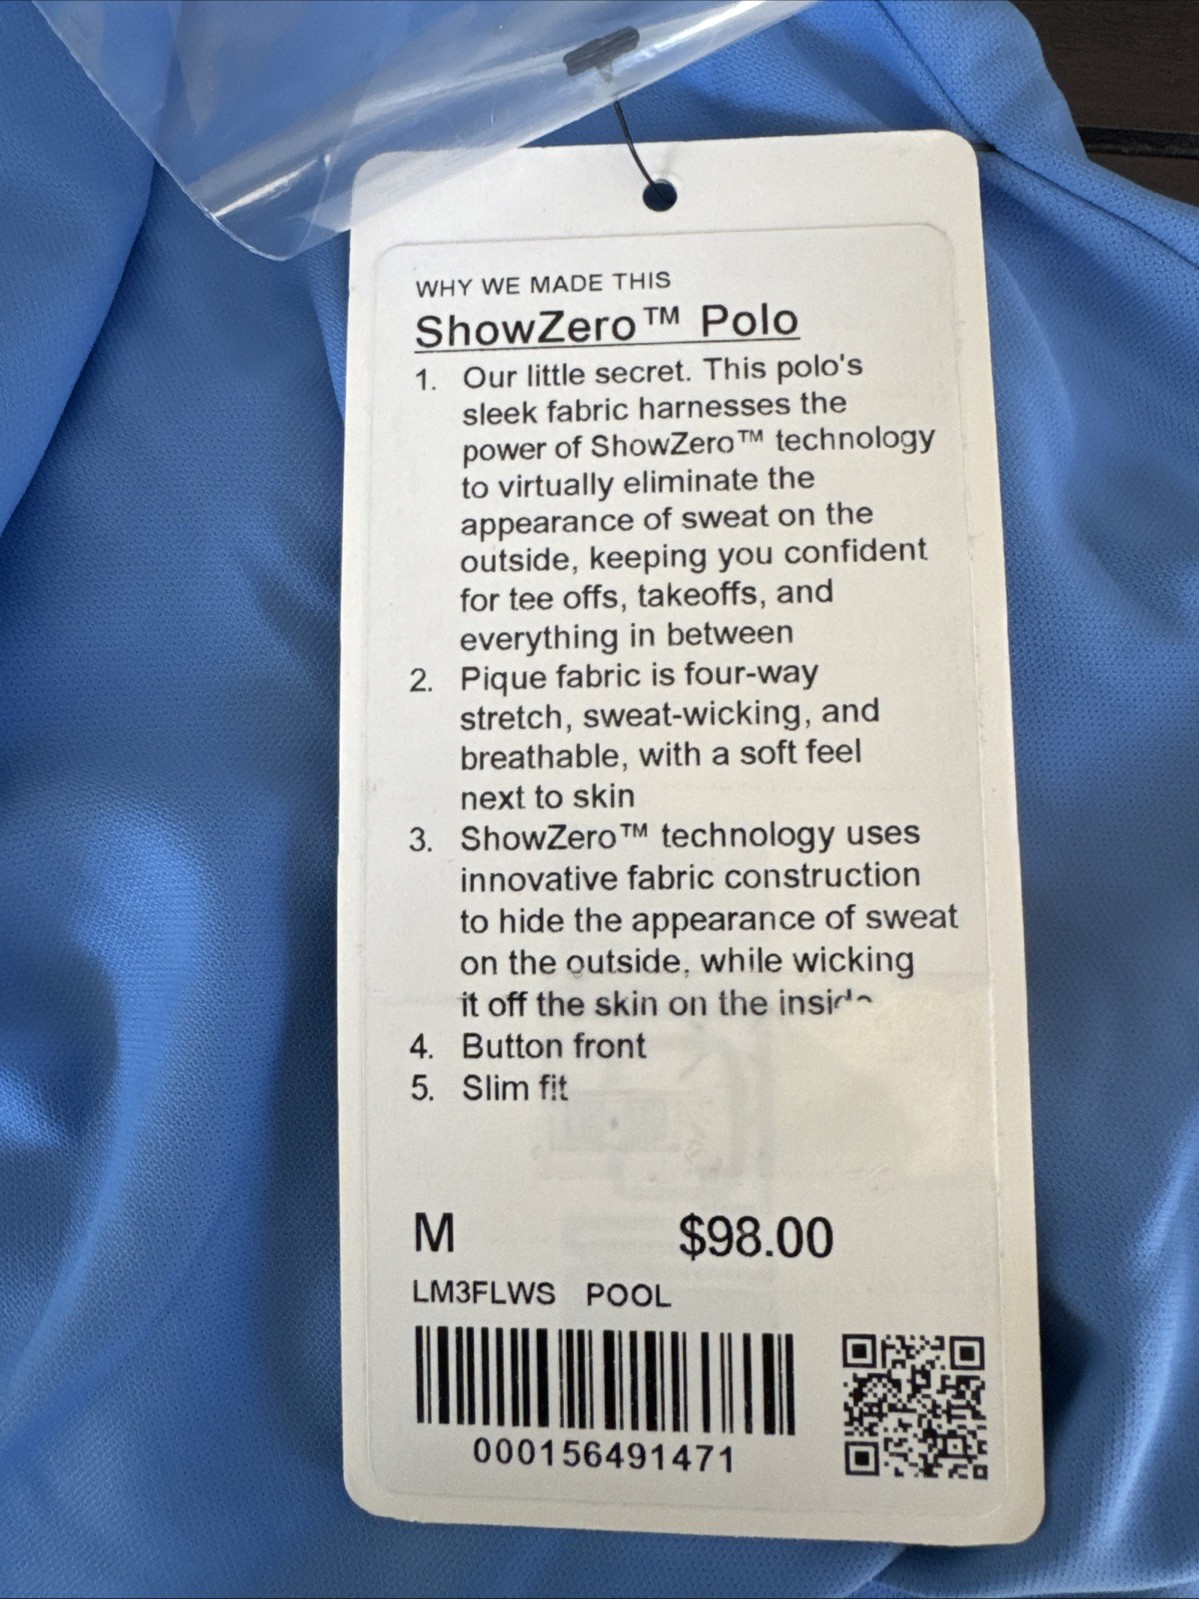 WHY WE MADE THIS
ShowZero™ Polo
1. Our little secret. This polo's
sleek fabric harnesses the
power of ShowZero™ technology
to virtually eliminate the
appearance of sweat on the
outside, keeping you confident
for tee offs, takeoffs, and
everything in between
2. Pique fabric is four-way
stretch, sweat-wicking, and
breathable, with a soft feel
next to skin
3. ShowZero™ technology uses
innovative fabric construction
to hide the appearance of sweat
on the outside, while wicking
it off the skin on the inside
4. Button front
5. Slim fit
M $98.00
LM3FLWS POOL
000156491471